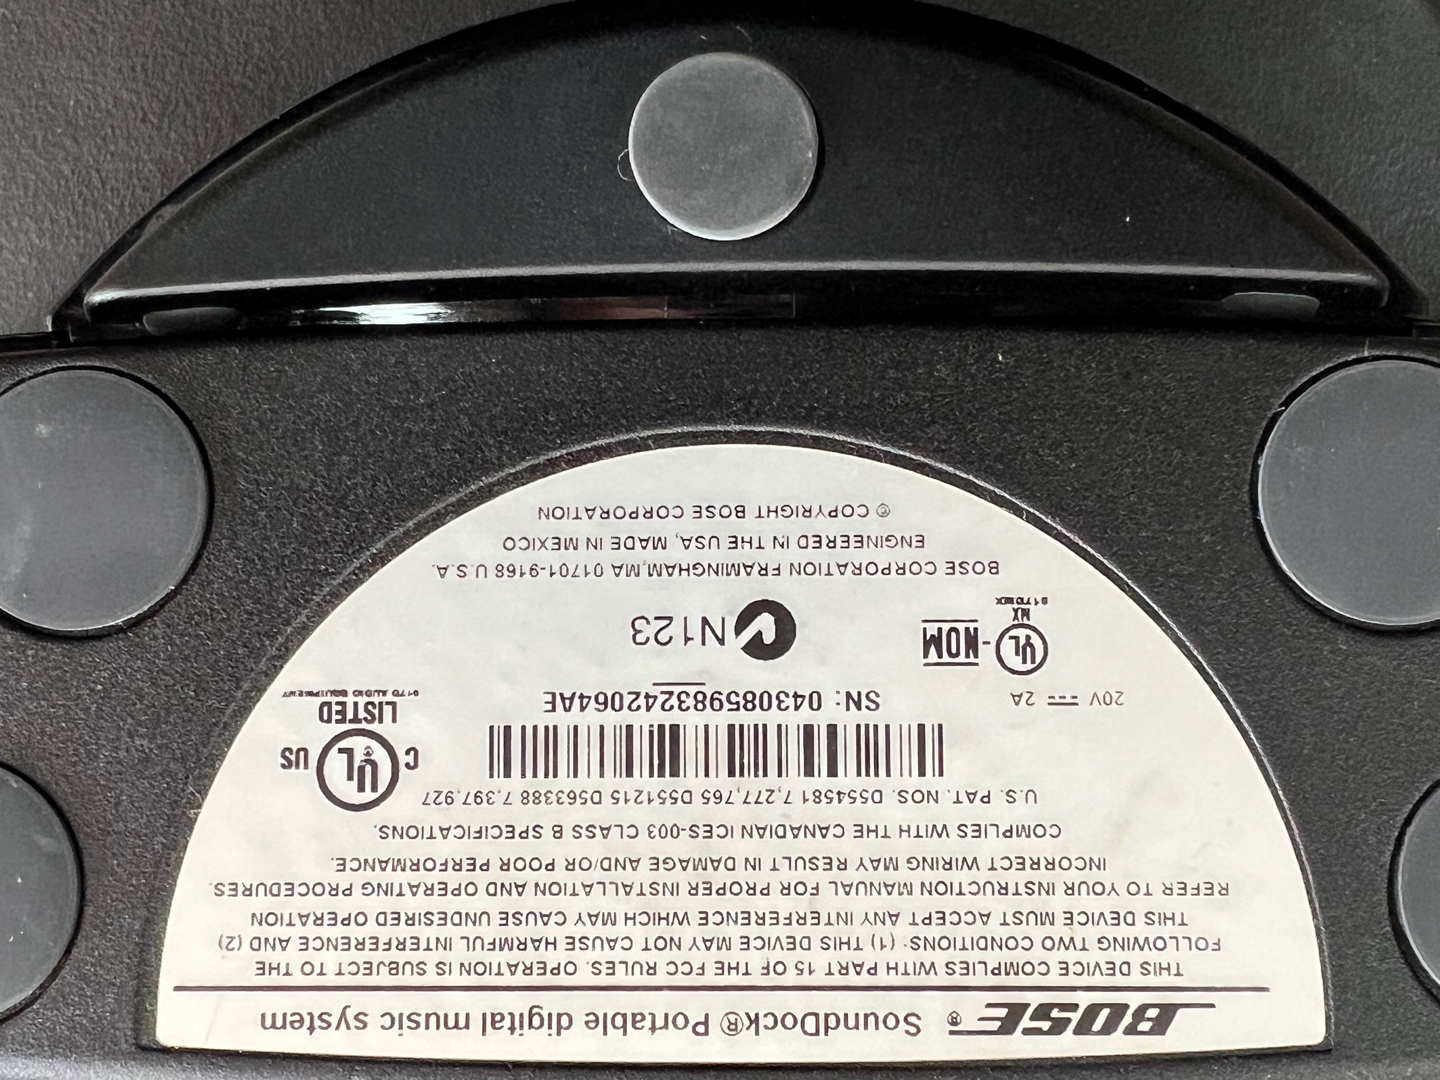 BOSE® SoundDock® Portable digital music system
THIS DEVICE COMPLIES WITH PART 15 OF THE FCC RULES. OPERATION IS SUBJECT TO THE
FOLLOWING TWO CONDITIONS: (1) THIS DEVICE MAY NOT CAUSE HARMFUL INTERFERENCE AND (2)
THIS DEVICE MUST ACCEPT ANY INTERFERENCE WHICH MAY CAUSE UNDESIRED OPERATION
REFER TO YOUR INSTRUCTION MANUAL FOR PROPER INSTALLATION AND OPERATING PROCEDURES.
INCORRECT WIRING MAY RESULT IN DAMAGE AND/OR POOR PERFORMANCE.
COMPLIES WITH THE CANADIAN ICES-003 CLASS B SPECIFICATIONS.
U.S. PAT. NOS. D554581 7,277,765 D551215 D563388 7,397,927
C UL® US
LISTED
917D AUDIO EQUIPMENT
20V 2A
SN: 043085983242064AE
UL-NOM
MX
917D MX
N123
BOSE CORPORATION FRAMINGHAM,MA 01701-9168 U.S.A.
ENGINEERED IN THE USA, MADE IN MEXICO
© COPYRIGHT BOSE CORPORATION